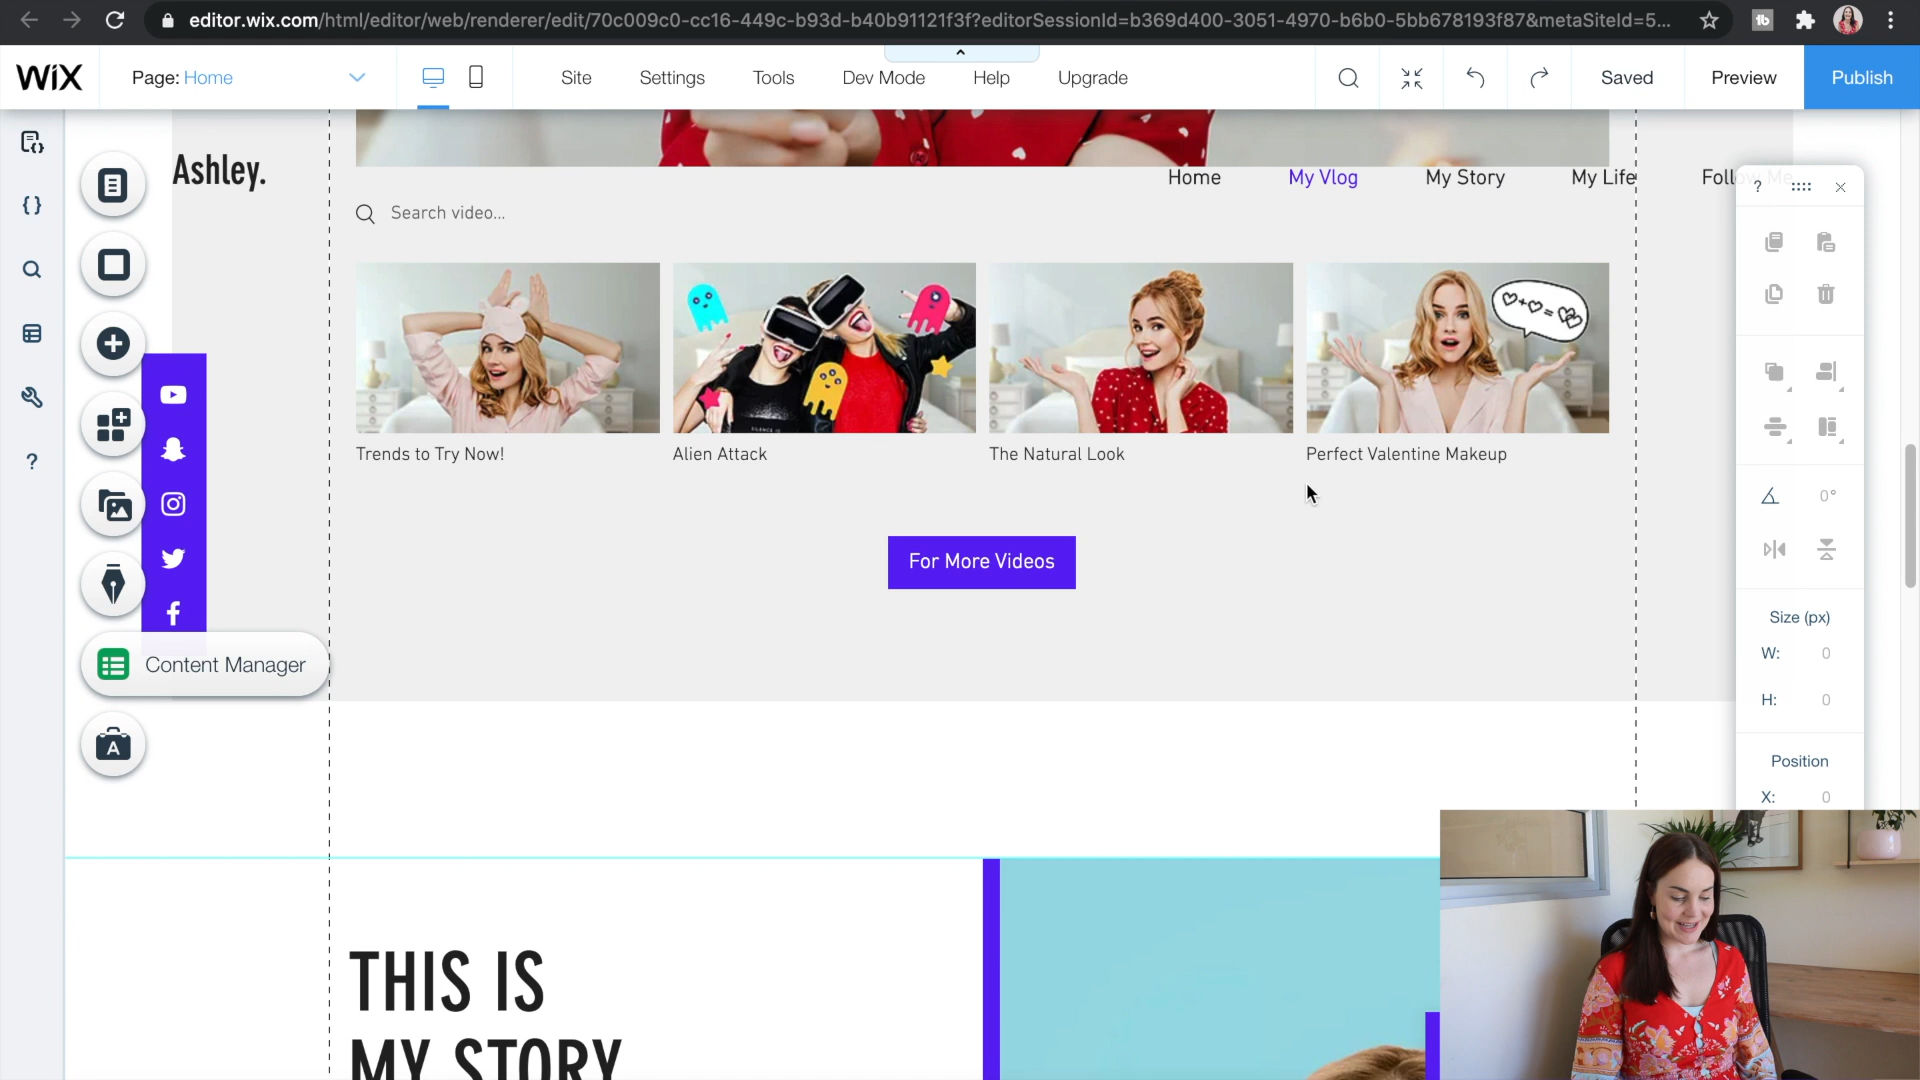 editor.wix.com/html/editor/web/renderer/edit/70c009c0-cc16-449c-b93d-b40b91121f3f?editorSessionId=b369d400-3051-4970-b6b0-5bb678193f87&metaSiteId=5...
WiX
Page: Home
Site
Settings
Tools
Dev Mode
Help
Upgrade
Saved
Preview
Publish
Ashley.
Home
My Vlog
My Story
My Life
Follow Me
Search video...
Trends to Try Now!
Alien Attack
The Natural Look
Perfect Valentine Makeup
0°
For More Videos
Size (px)
W: 0
H: 0
Content Manager
Position
X: 0
THIS IS
MY STORY